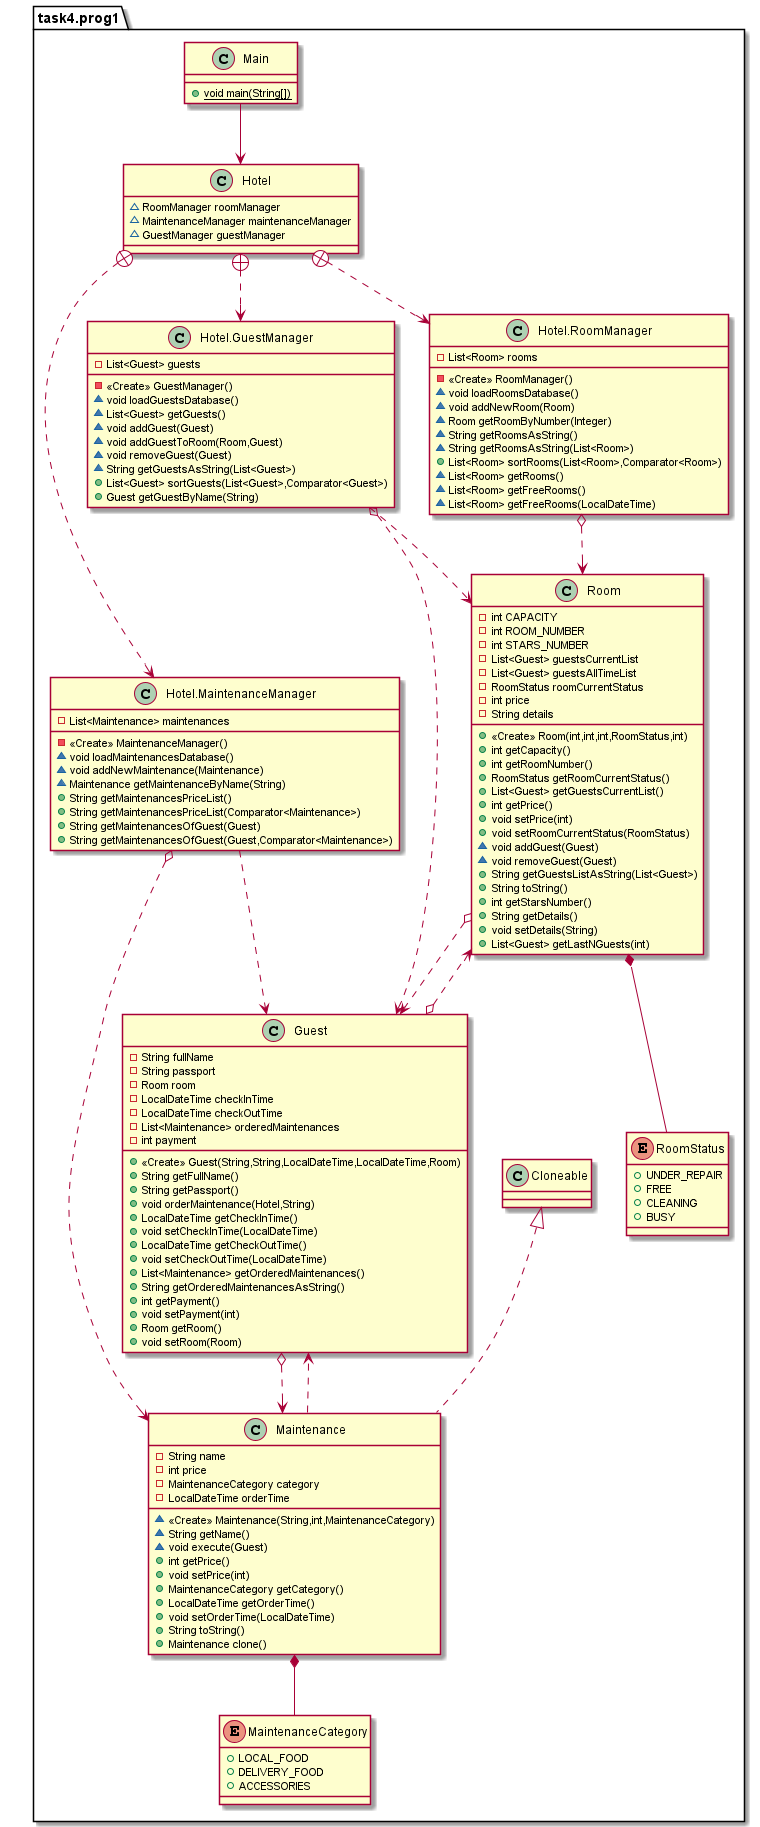 task4.prog1
C Main
void main(String[])
C Hotel
RoomManager roomManager
MaintenanceManager maintenanceManager
GuestManager guestManager
C Hotel.GuestManager
List<Guest> guests
«Create» GuestManager()
void loadGuestsDatabase()
List<Guest> getGuests()
void addGuest(Guest)
void addGuestToRoom(Room,Guest)
void removeGuest(Guest)
String getGuestsAsString(List<Guest>)
List<Guest> sortGuests(List<Guest>,Comparator<Guest>)
Guest getGuestByName(String)
C Hotel.RoomManager
List<Room> rooms
«Create» RoomManager()
void loadRoomsDatabase()
void addNewRoom(Room)
Room getRoomByNumber(Integer)
String getRoomsAsString()
String getRoomsAsString(List<Room>)
List<Room> sortRooms(List<Room>,Comparator<Room>)
List<Room> getRooms()
List<Room> getFreeRooms()
List<Room> getFreeRooms(LocalDateTime)
C Room
int CAPACITY
int ROOM_NUMBER
int STARS_NUMBER
List<Guest> guestsCurrentList
List<Guest> guestsAllTimeList
RoomStatus roomCurrentStatus
int price
String details
«Create» Room(int,int,int,RoomStatus,int)
int getCapacity()
int getRoomNumber()
RoomStatus getRoomCurrentStatus()
List<Guest> getGuestsCurrentList()
int getPrice()
void setPrice(int)
void setRoomCurrentStatus(RoomStatus)
void addGuest(Guest)
void removeGuest(Guest)
String getGuestsListAsString(List<Guest>)
String toString()
int getStarsNumber()
String getDetails()
void setDetails(String)
List<Guest> getLastNGuests(int)
C Hotel.MaintenanceManager
List<Maintenance> maintenances
«Create» MaintenanceManager()
void loadMaintenancesDatabase()
void addNewMaintenance(Maintenance)
Maintenance getMaintenanceByName(String)
String getMaintenancesPriceList()
String getMaintenancesPriceList(Comparator<Maintenance>)
String getMaintenancesOfGuest(Guest)
String getMaintenancesOfGuest(Guest,Comparator<Maintenance>)
C Guest
String fullName
String passport
Room room
LocalDateTime checkInTime
LocalDateTime checkOutTime
List<Maintenance> orderedMaintenances
int payment
«Create» Guest(String,String,LocalDateTime,LocalDateTime,Room)
String getFullName()
String getPassport()
void orderMaintenance(Hotel,String)
LocalDateTime getCheckInTime()
void setCheckInTime(LocalDateTime)
LocalDateTime getCheckOutTime()
void setCheckOutTime(LocalDateTime)
List<Maintenance> getOrderedMaintenances()
String getOrderedMaintenancesAsString()
int getPayment()
void setPayment(int)
Room getRoom()
void setRoom(Room)
C Cloneable
E RoomStatus
UNDER_REPAIR
FREE
CLEANING
BUSY
C Maintenance
String name
int price
MaintenanceCategory category
LocalDateTime orderTime
«Create» Maintenance(String,int,MaintenanceCategory)
String getName()
void execute(Guest)
int getPrice()
void setPrice(int)
MaintenanceCategory getCategory()
LocalDateTime getOrderTime()
void setOrderTime(LocalDateTime)
String toString()
Maintenance clone()
E MaintenanceCategory
LOCAL_FOOD
DELIVERY_FOOD
ACCESSORIES